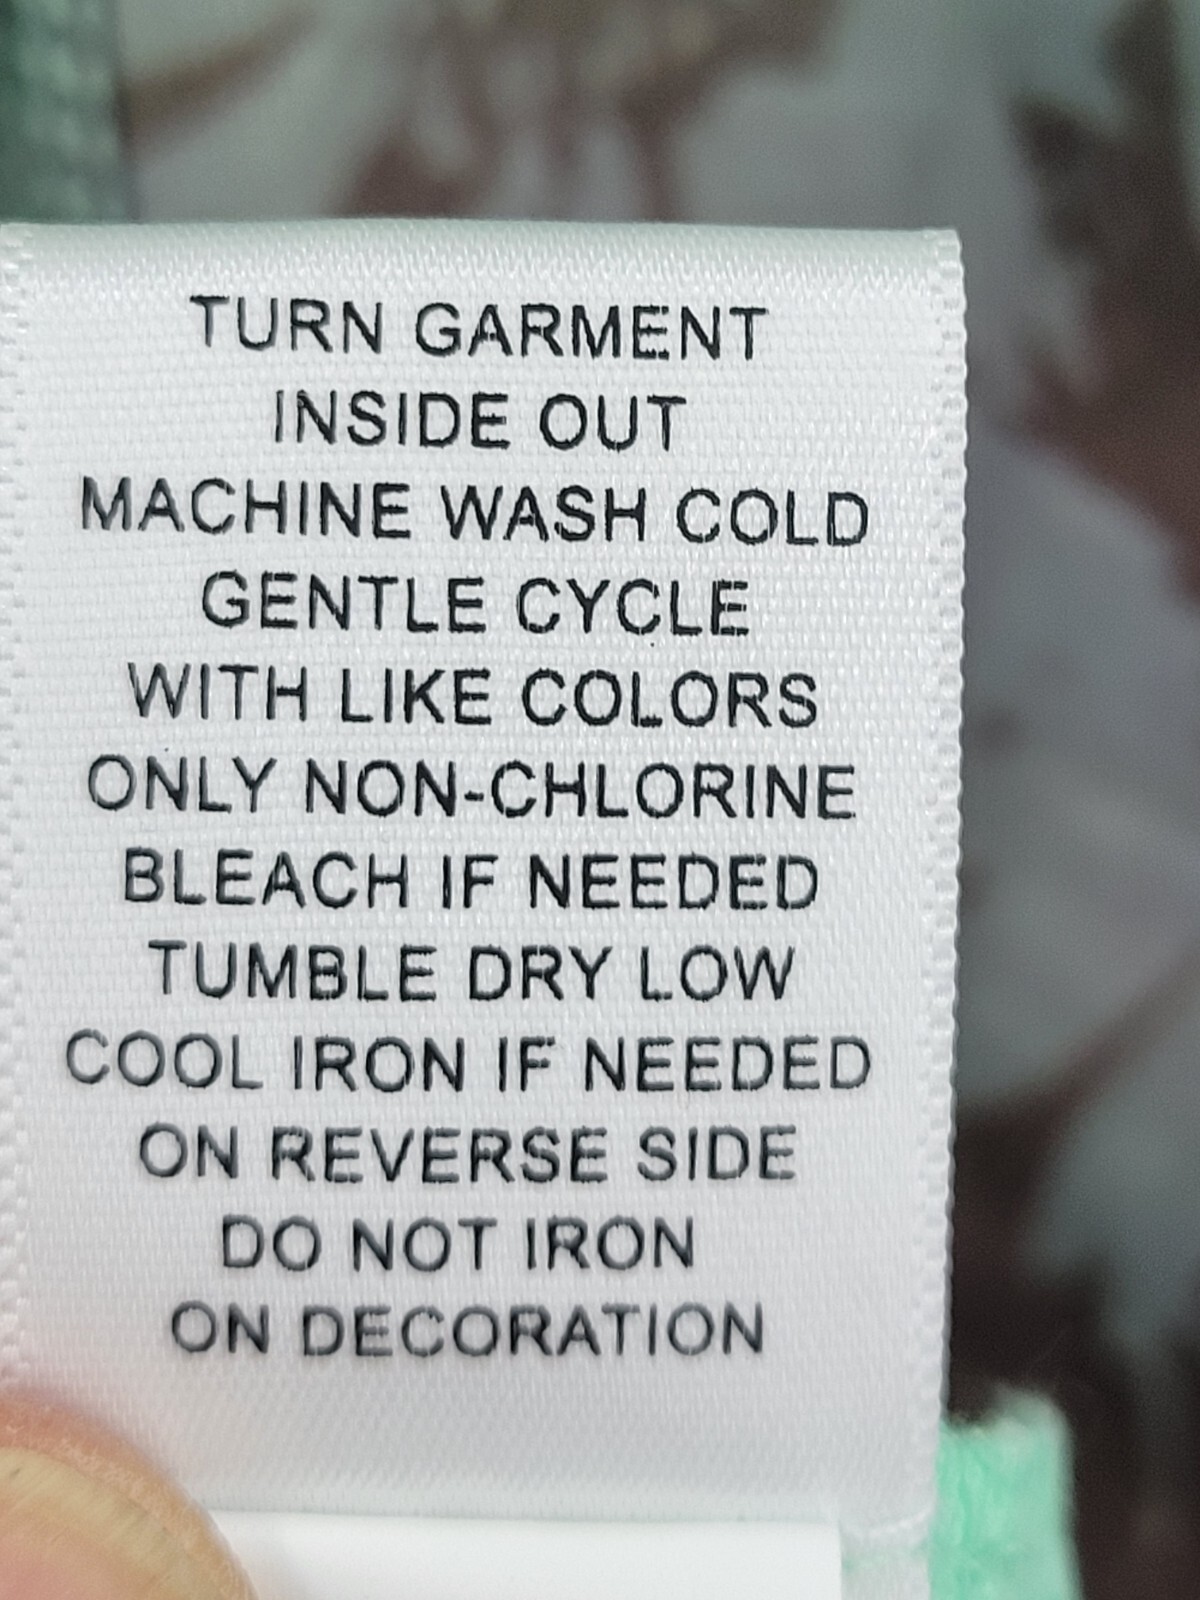 TURN GARMENT
INSIDE OUT
MACHINE WASH COLD
GENTLE CYCLE
WITH LIKE COLORS
ONLY NON-CHLORINE
BLEACH IF NEEDED
TUMBLE DRY LOW
COOL IRON IF NEEDED
ON REVERSE SIDE
DO NOT IRON
ON DECORATION